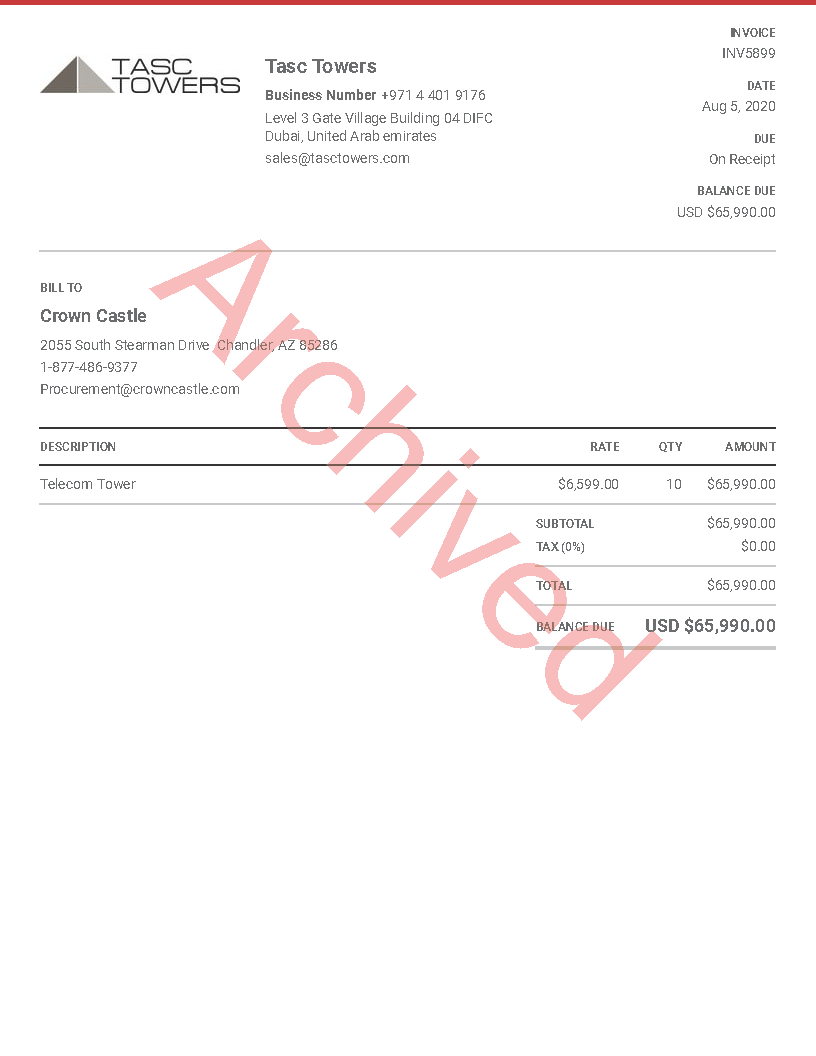 TASC
TOWERS
Tasc Towers
Business Number +971 4 401 9176
Level 3 Gate Village Building 04 DIFC
Dubai, United Arab emirates
sales@tasctowers.com
INVOICE
INV5899
DATE
Aug 5, 2020
DUE
On Receipt
BALANCE DUE
USD $65,990.00
BILL TO
Crown Castle
2055 South Stearman Drive  Chandler, AZ 85286
1-877-486-9377
Procurement@crowncastle.com
DESCRIPTION RATE QTY AMOUNT
Telecom Tower $6,599.00 10 $65,990.00
SUBTOTAL $65,990.00
TAX (0%) $0.00
TOTAL $65,990.00
BALANCE DUE USD $65,990.00
Archived